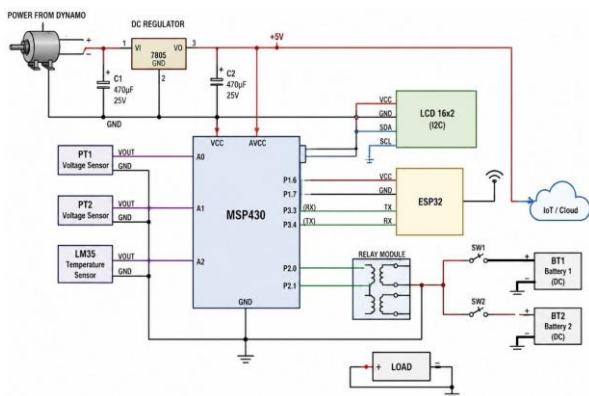 POWER FROM DYNAMO
+
−
DC REGULATOR
1
VI
7805
GND
VO
3
2
+5V
+
C1
470μF
25V
+
C2
470μF
25V
GND
PT1
Voltage Sensor
VOUT
GND
PT2
Voltage Sensor
VOUT
GND
LM35
Temperature
Sensor
VOUT
GND
VCC
AVCC
A0
A1
A2
MSP430
P1.6
P1.7
P3.3
P3.4
P2.0
P2.1
GND
(RX)
(TX)
VCC
GND
SDA
SCL
LCD 16x2
(I2C)
VCC
GND
TX
RX
ESP32
IoT / Cloud
RELAY MODULE
SW1
+
−
BT1
Battery 1
(DC)
SW2
+
−
BT2
Battery 2
(DC)
+
LOAD
−